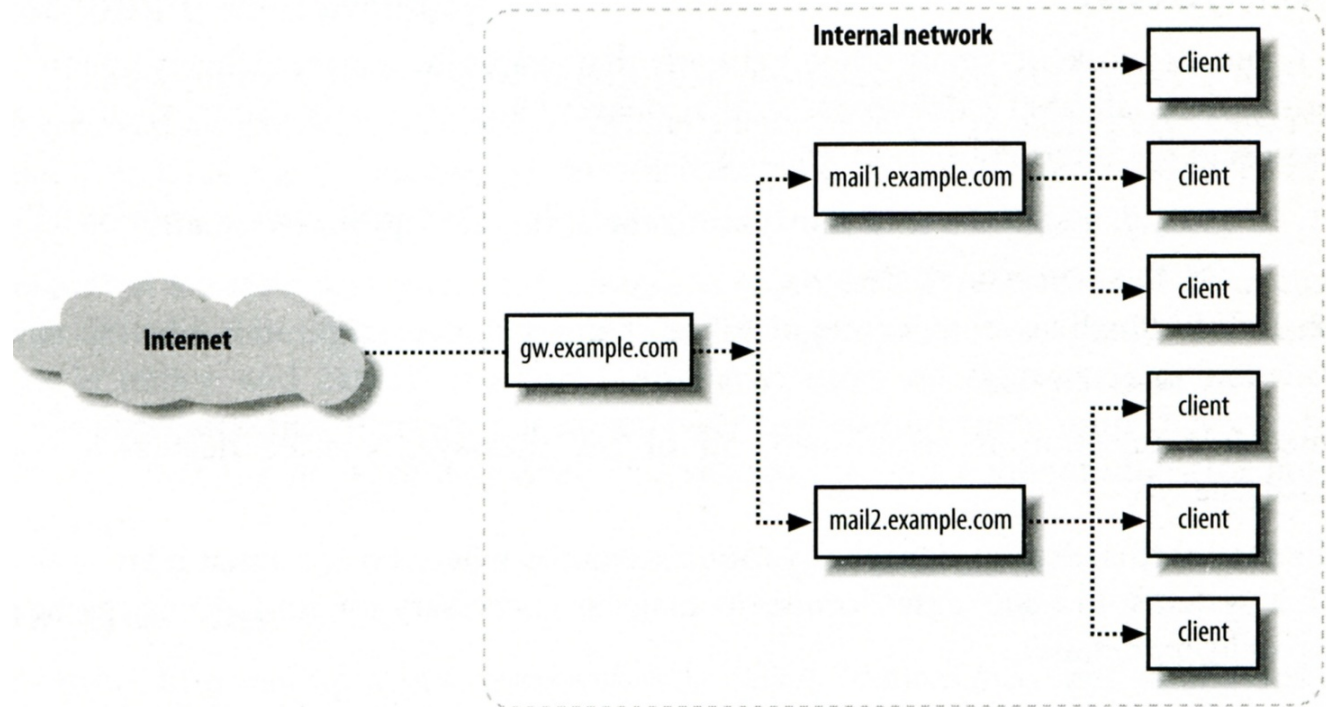 Internal network
client
mail1.example.com
client
client
Internet
gw.example.com
client
mail2.example.com
client
client